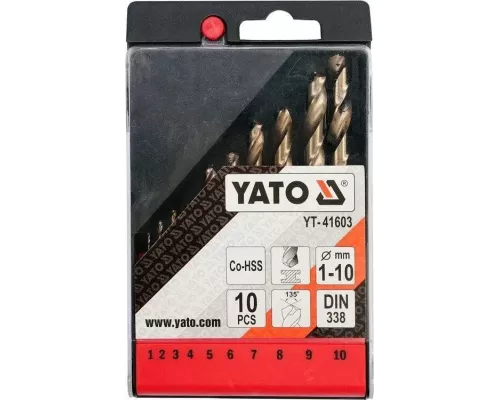 YATO
YT-41603
Co-HSS
Ø mm
1-10
10
PCS
135°
DIN
338
www.yato.com
1 2 3 4 5 6 7 8 9 10